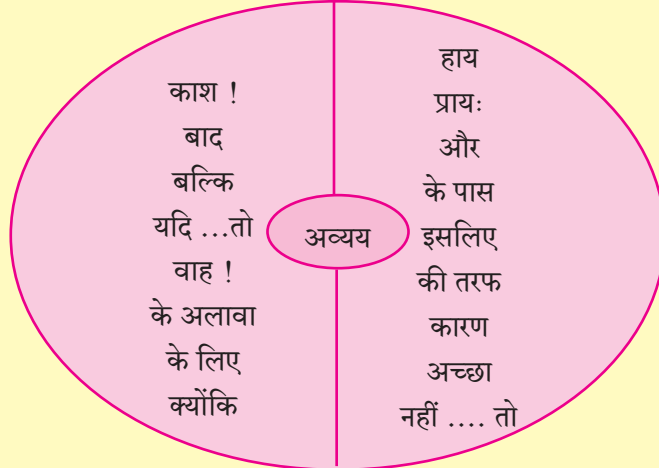 काश !
बाद
बल्कि
यदि ...तो
वाह !
के अलावा
के लिए
क्योंकि
अव्यय
हाय
प्रायः
और
के पास
इसलिए
की तरफ
कारण
अच्छा
नहीं .... तो